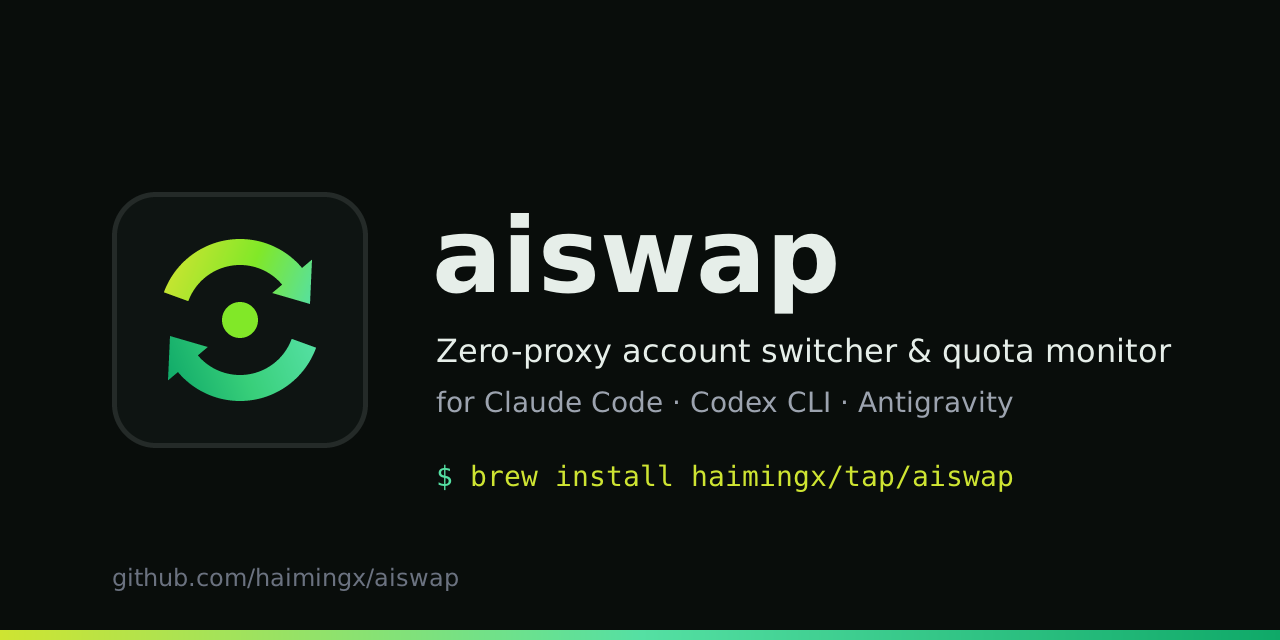 aiswap
Zero-proxy account switcher & quota monitor
for Claude Code · Codex CLI · Antigravity
$ brew install haimingx/tap/aiswap
github.com/haimingx/aiswap